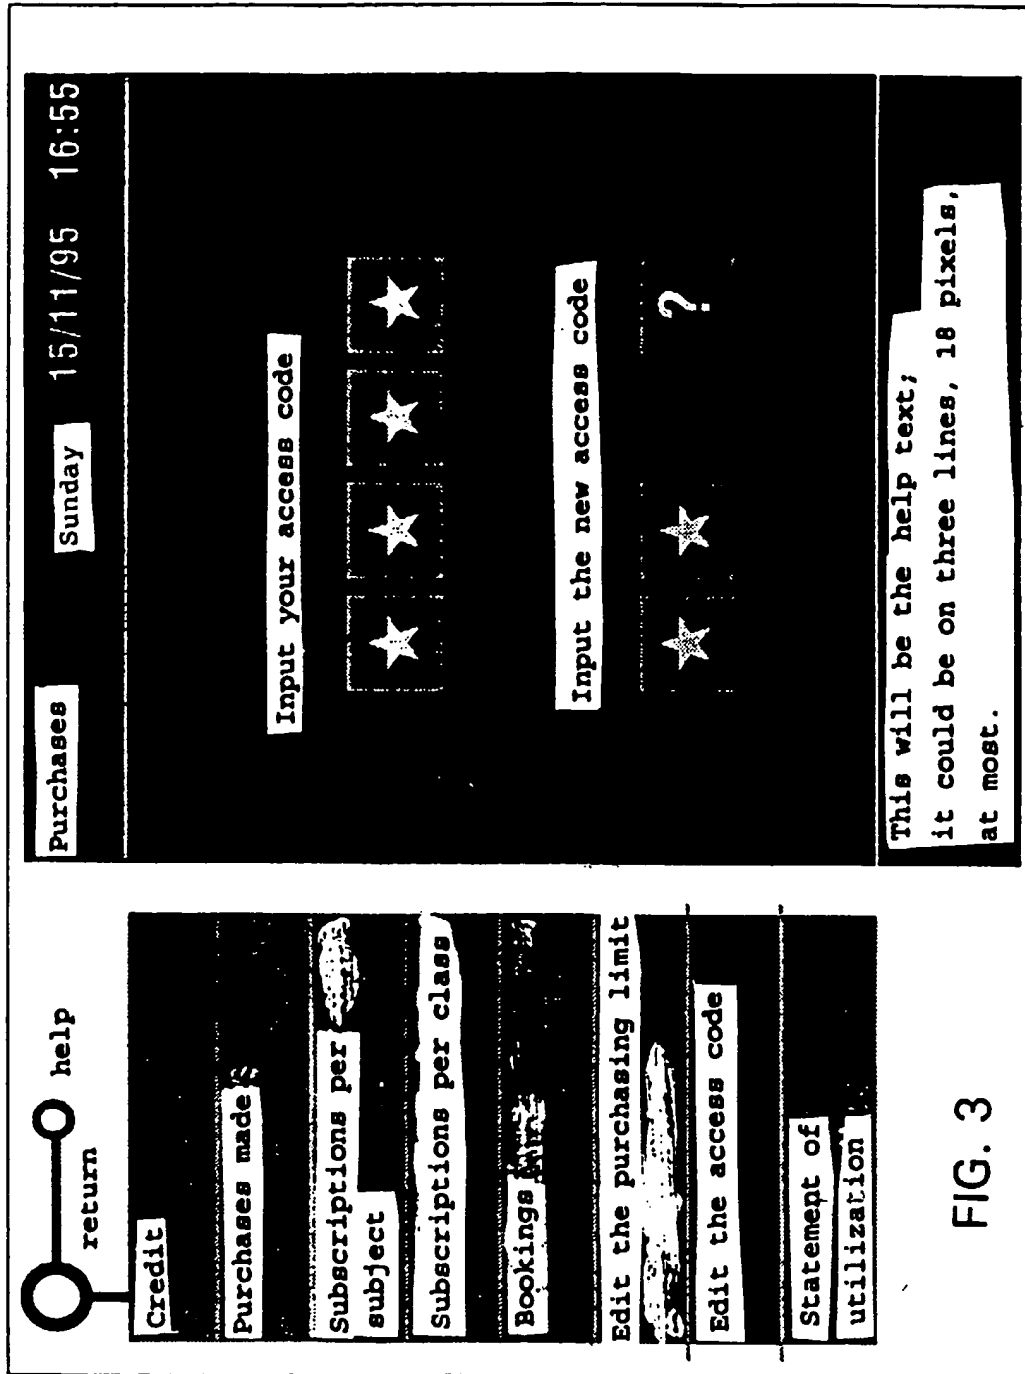 return
help
Credit
Purchases made
Subscriptions per
subject
Subscriptions per class
Bookings
Edit the purchasing limit
Edit the access code
Statement of
utilization
Purchases
Sunday
15/11/95
16:55
Input your access code
Input the new access code
?
This will be the help text;
it could be on three lines, 18 pixels,
at most.
FIG. 3